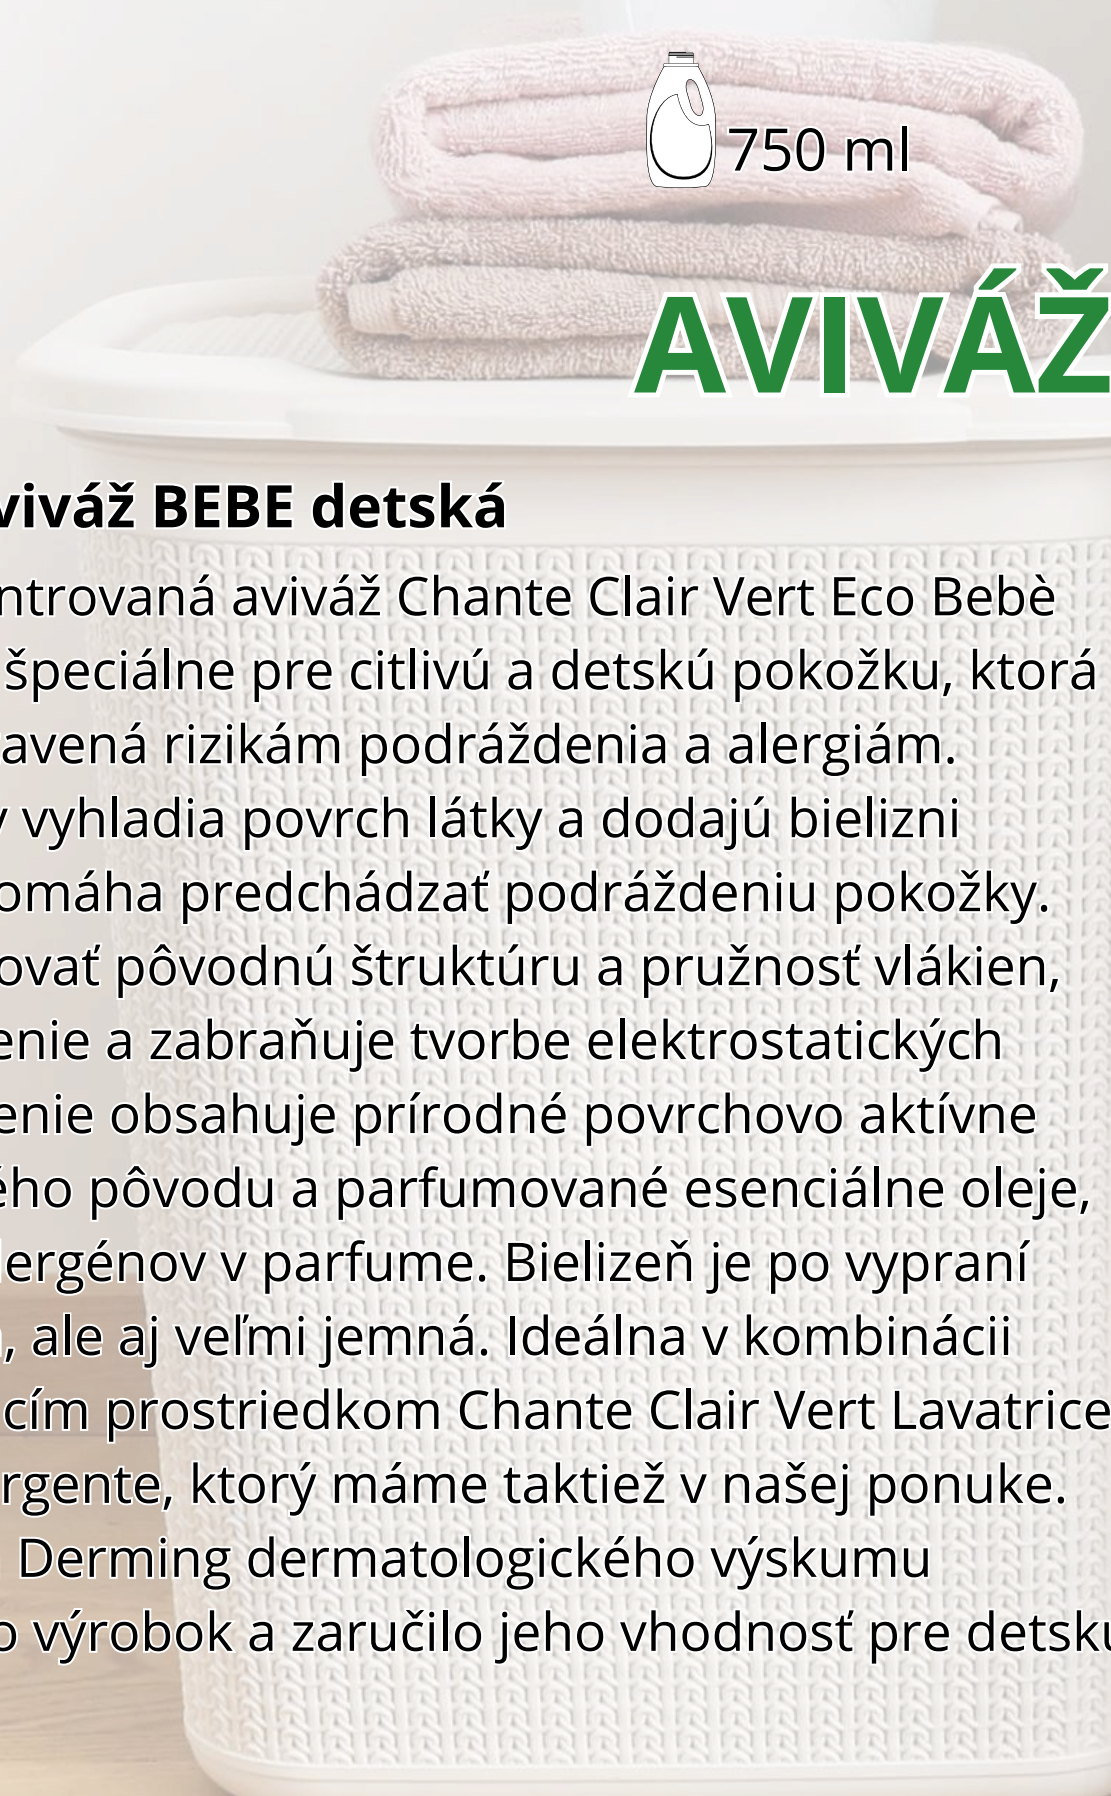 750 ml
AVIVÁŽ
viváž BEBE detská
ntrovaná aviváž Chante Clair Vert Eco Bebè
špeciálne pre citlivú a detskú pokožku, ktorá
avená rizikám podráždenia a alergiám.
vyhladia povrch látky a dodajú bielizni
omáha predchádzať podráždeniu pokožky.
ovať pôvodnú štruktúru a pružnosť vlákien,
enie a zabraňuje tvorbe elektrostatických
enie obsahuje prírodné povrchovo aktívne
ého pôvodu a parfumované esenciálne oleje,
lergénov v parfume. Bielizeň je po vypraní
, ale aj veľmi jemná. Ideálna v kombinácii
cím prostriedkom Chante Clair Vert Lavatrice
rgente, ktorý máme taktiež v našej ponuke.
Derming dermatologického výskumu
o výrobok a zaručilo jeho vhodnosť pre detskú